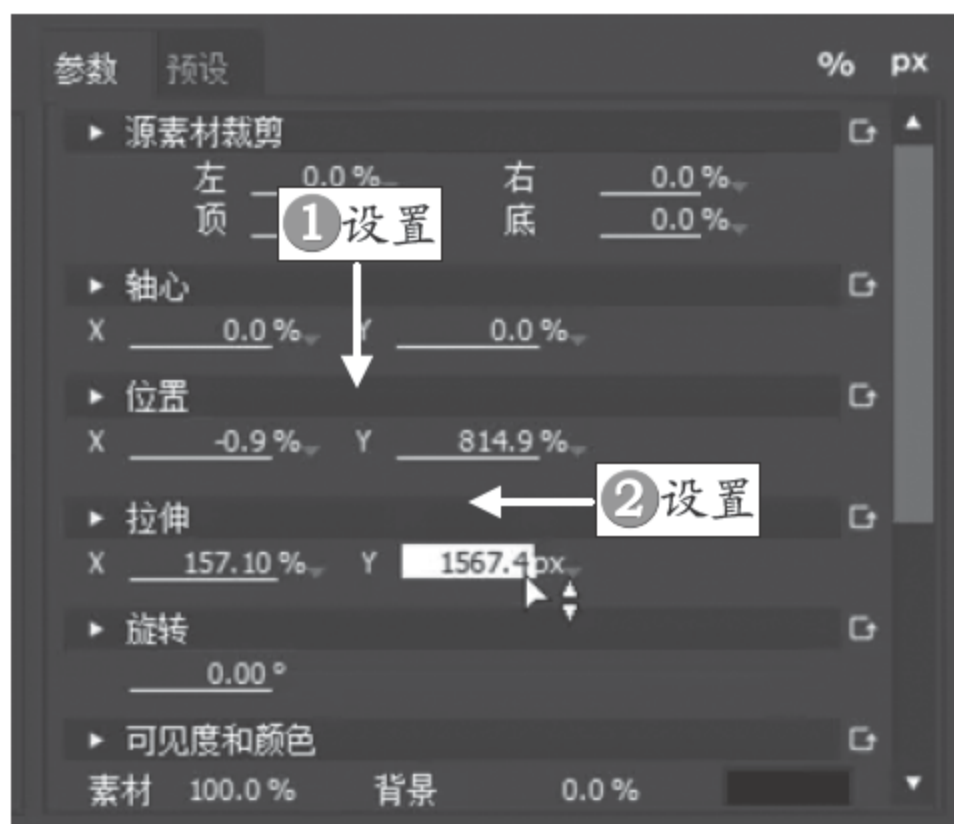 参数 预设 % px
源素材裁剪
左 0.0 % 右 0.0 %
顶 底 0.0 %
1 设置
轴心
X 0.0 % Y 0.0 %
位置
X -0.9 % Y 814.9 %
2 设置
拉伸
X 157.10 % Y 1567.4 px
旋转
0.00 °
可见度和颜色
素材 100.0 % 背景 0.0 %